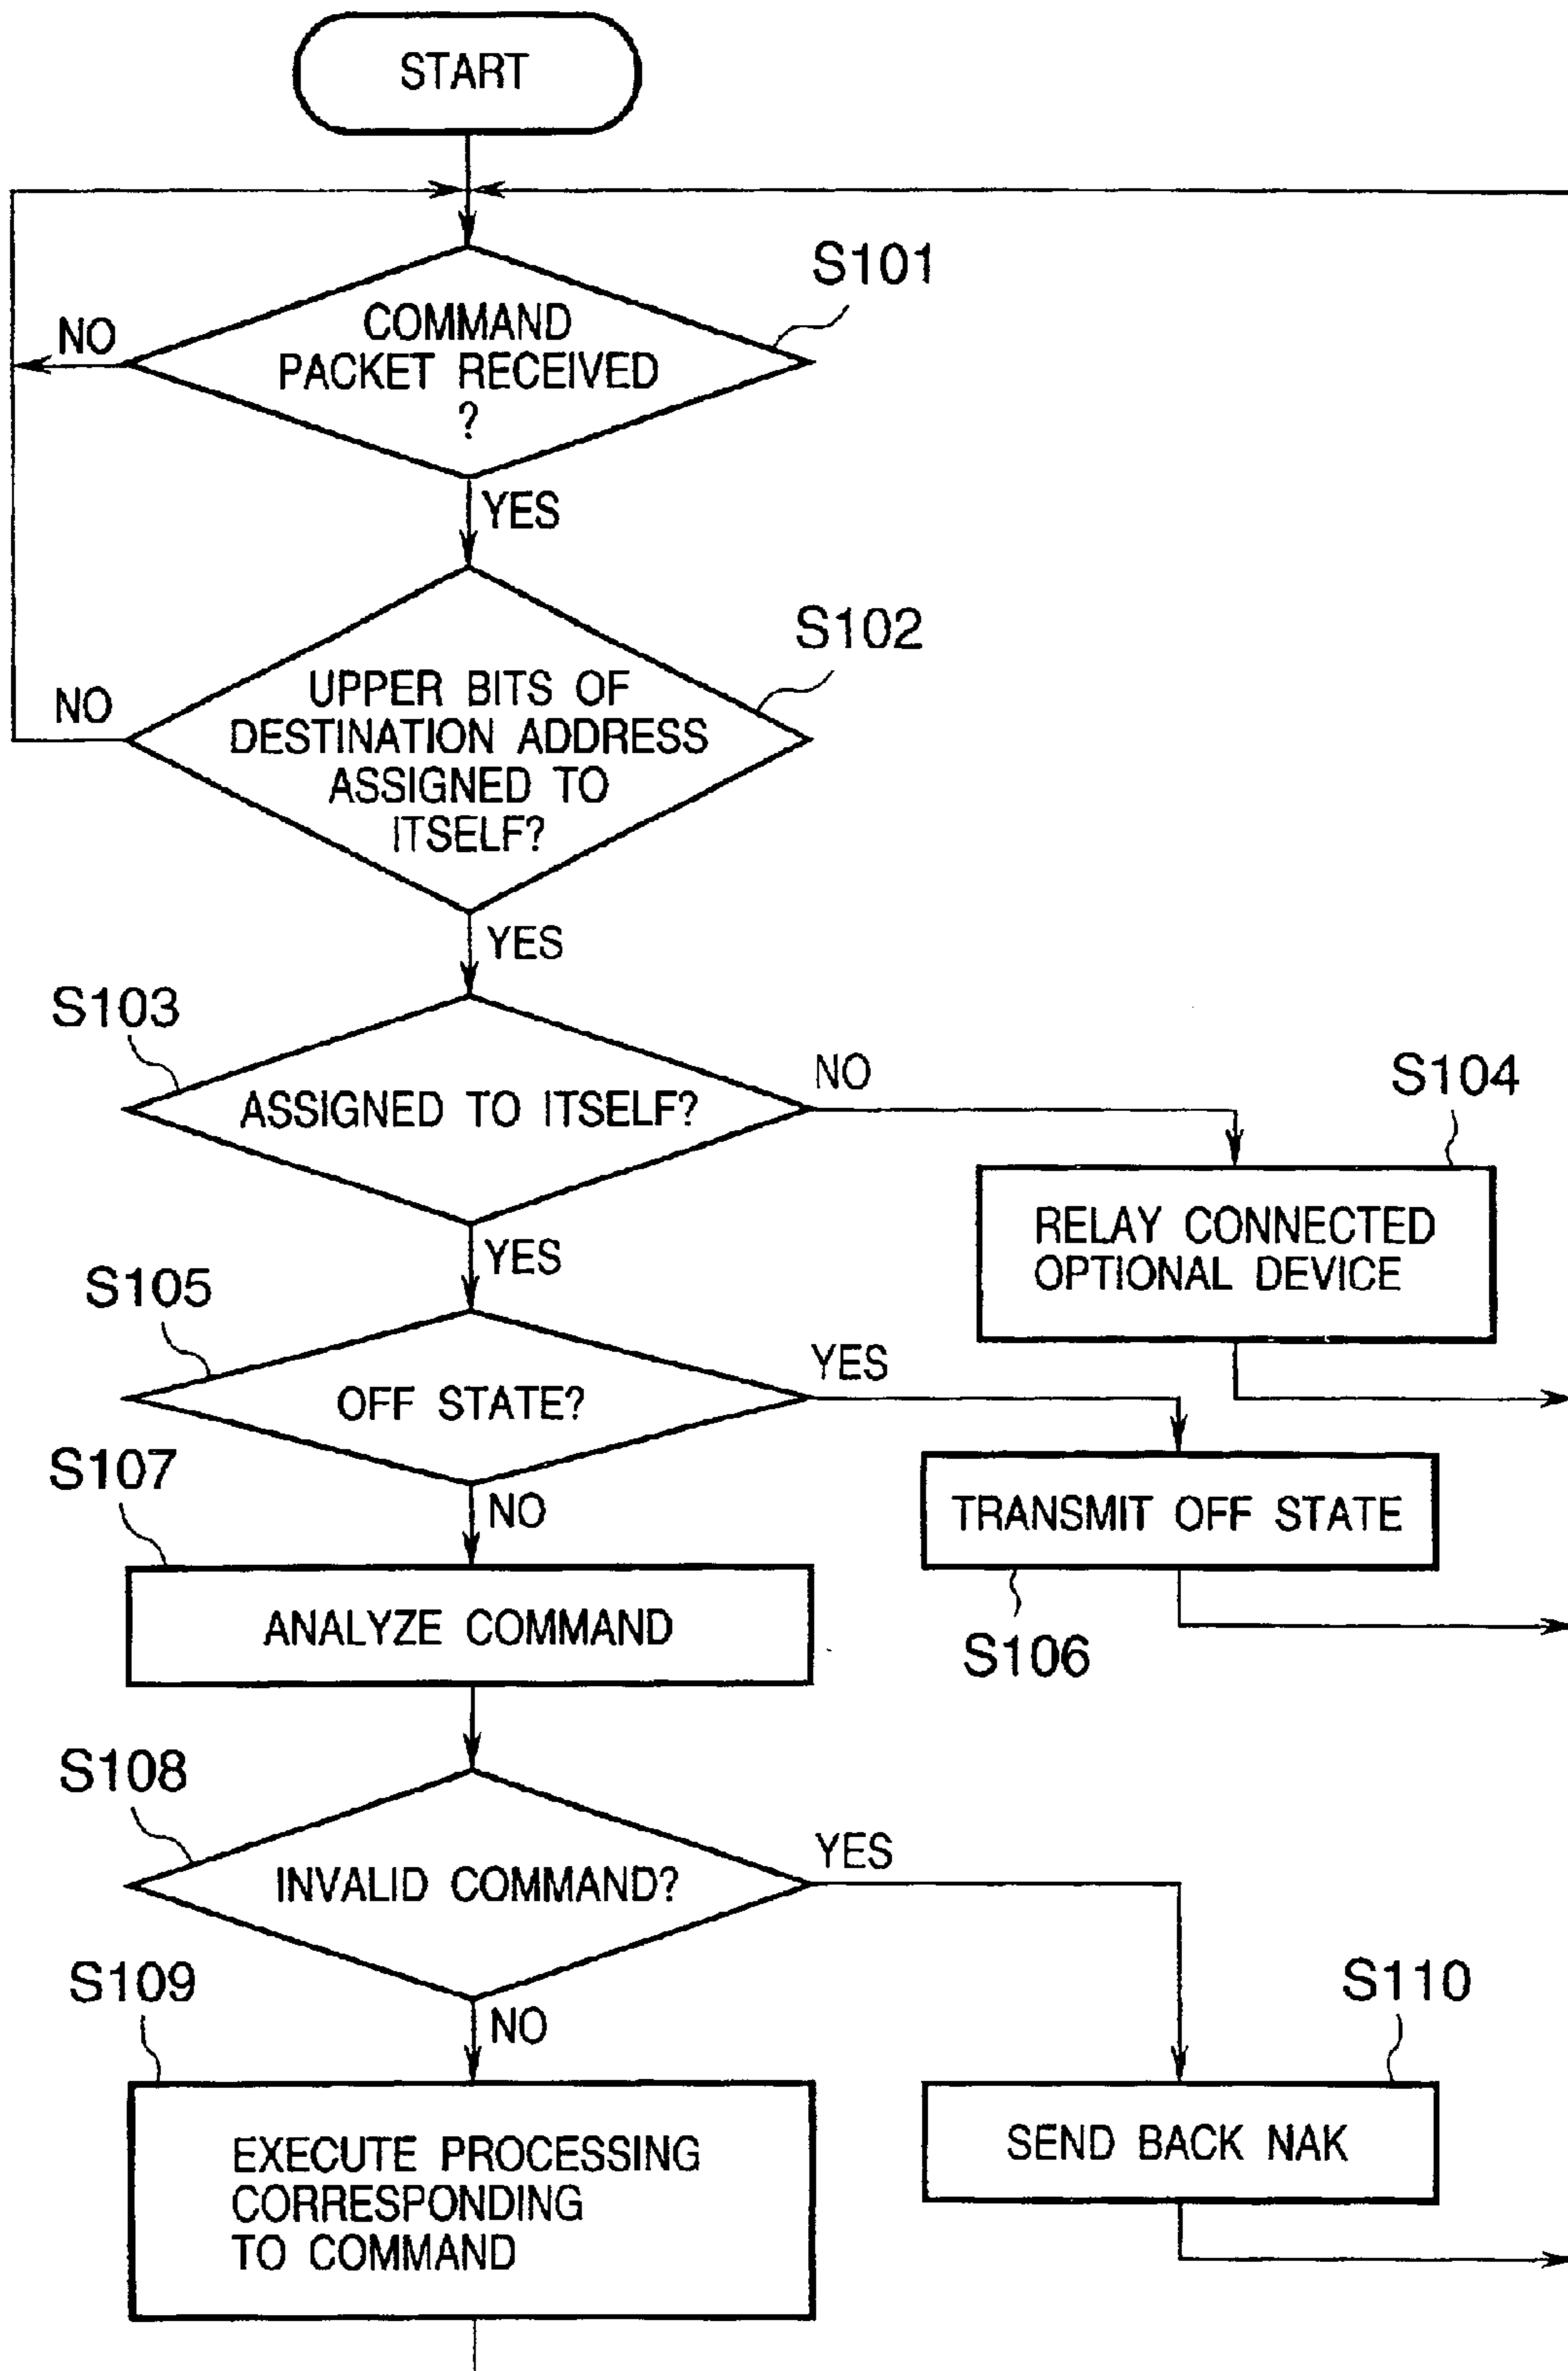 START
S101
COMMAND
PACKET RECEIVED
?
NO
YES
S102
UPPER BITS OF
DESTINATION ADDRESS
ASSIGNED TO
ITSELF?
NO
YES
S103
ASSIGNED TO ITSELF?
NO
S104
RELAY CONNECTED
OPTIONAL DEVICE
YES
S105
OFF STATE?
YES
TRANSMIT OFF STATE
S106
NO
S107
ANALYZE COMMAND
S108
INVALID COMMAND?
YES
NO
S109
EXECUTE PROCESSING
CORRESPONDING
TO COMMAND
S110
SEND BACK NAK